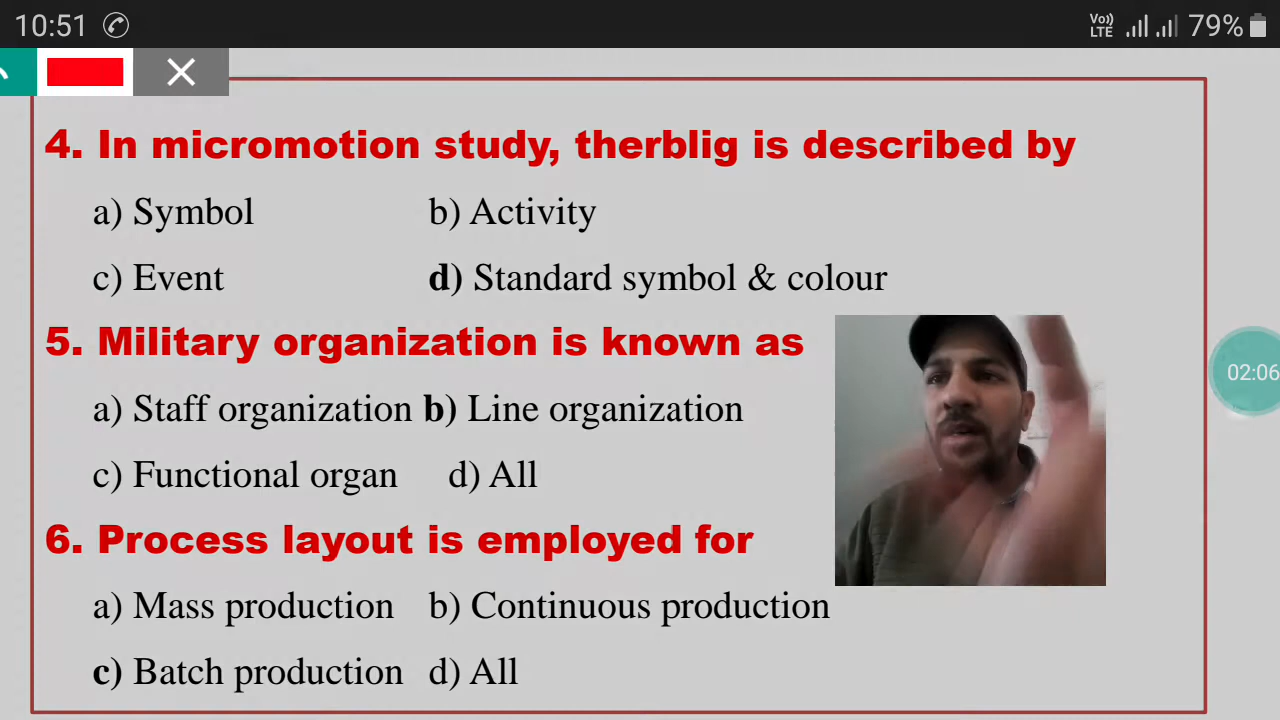 10:51 Vo)) LTE 79%
4. In micromotion study, therblig is described by
a) Symbol b) Activity
c) Event d) Standard symbol & colour
5. Military organization is known as
a) Staff organization b) Line organization
c) Functional organ d) All
02:06
6. Process layout is employed for
a) Mass production b) Continuous production
c) Batch production d) All